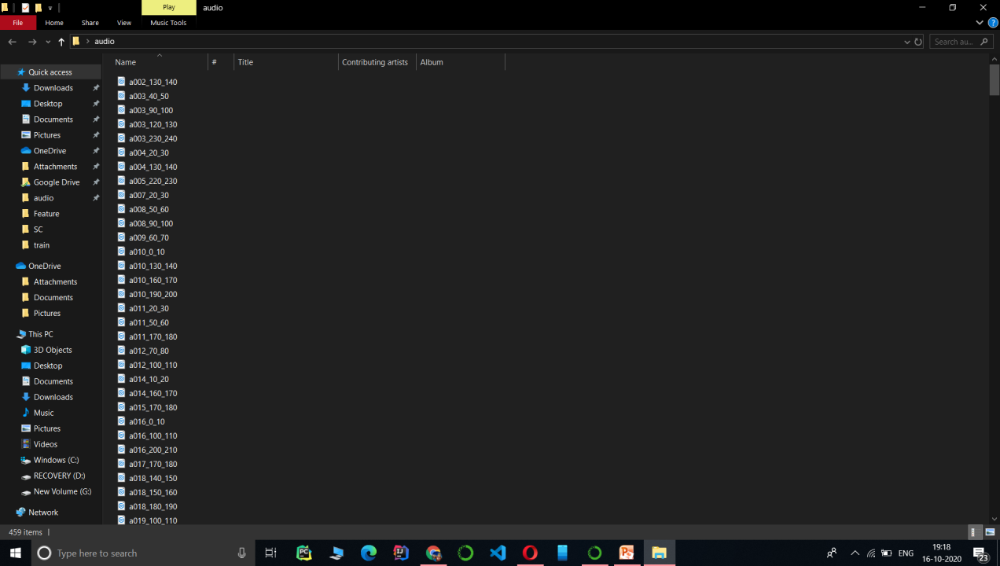 Play
audio
File
Home
Share
View
Music Tools
audio
Search au...
Name
#
Title
Contributing artists
Album
Quick access
Downloads
Desktop
Documents
Pictures
OneDrive
Attachments
Google Drive
audio
Feature
SC
train
OneDrive
Attachments
Documents
Pictures
This PC
3D Objects
Desktop
Documents
Downloads
Music
Pictures
Videos
Windows (C:)
RECOVERY (D:)
New Volume (G:)
Network
a002_130_140
a003_40_50
a003_90_100
a003_120_130
a003_230_240
a004_20_30
a004_130_140
a005_220_230
a007_20_30
a008_50_60
a008_90_100
a009_60_70
a010_0_10
a010_130_140
a010_160_170
a010_190_200
a011_20_30
a011_50_60
a011_170_180
a012_70_80
a012_100_110
a014_10_20
a014_160_170
a015_170_180
a016_0_10
a016_100_110
a016_200_210
a017_170_180
a018_140_150
a018_150_160
a018_180_190
a019_100_110
459 items
Type here to search
PC
IJ
ENG
19:18
16-10-2020
23